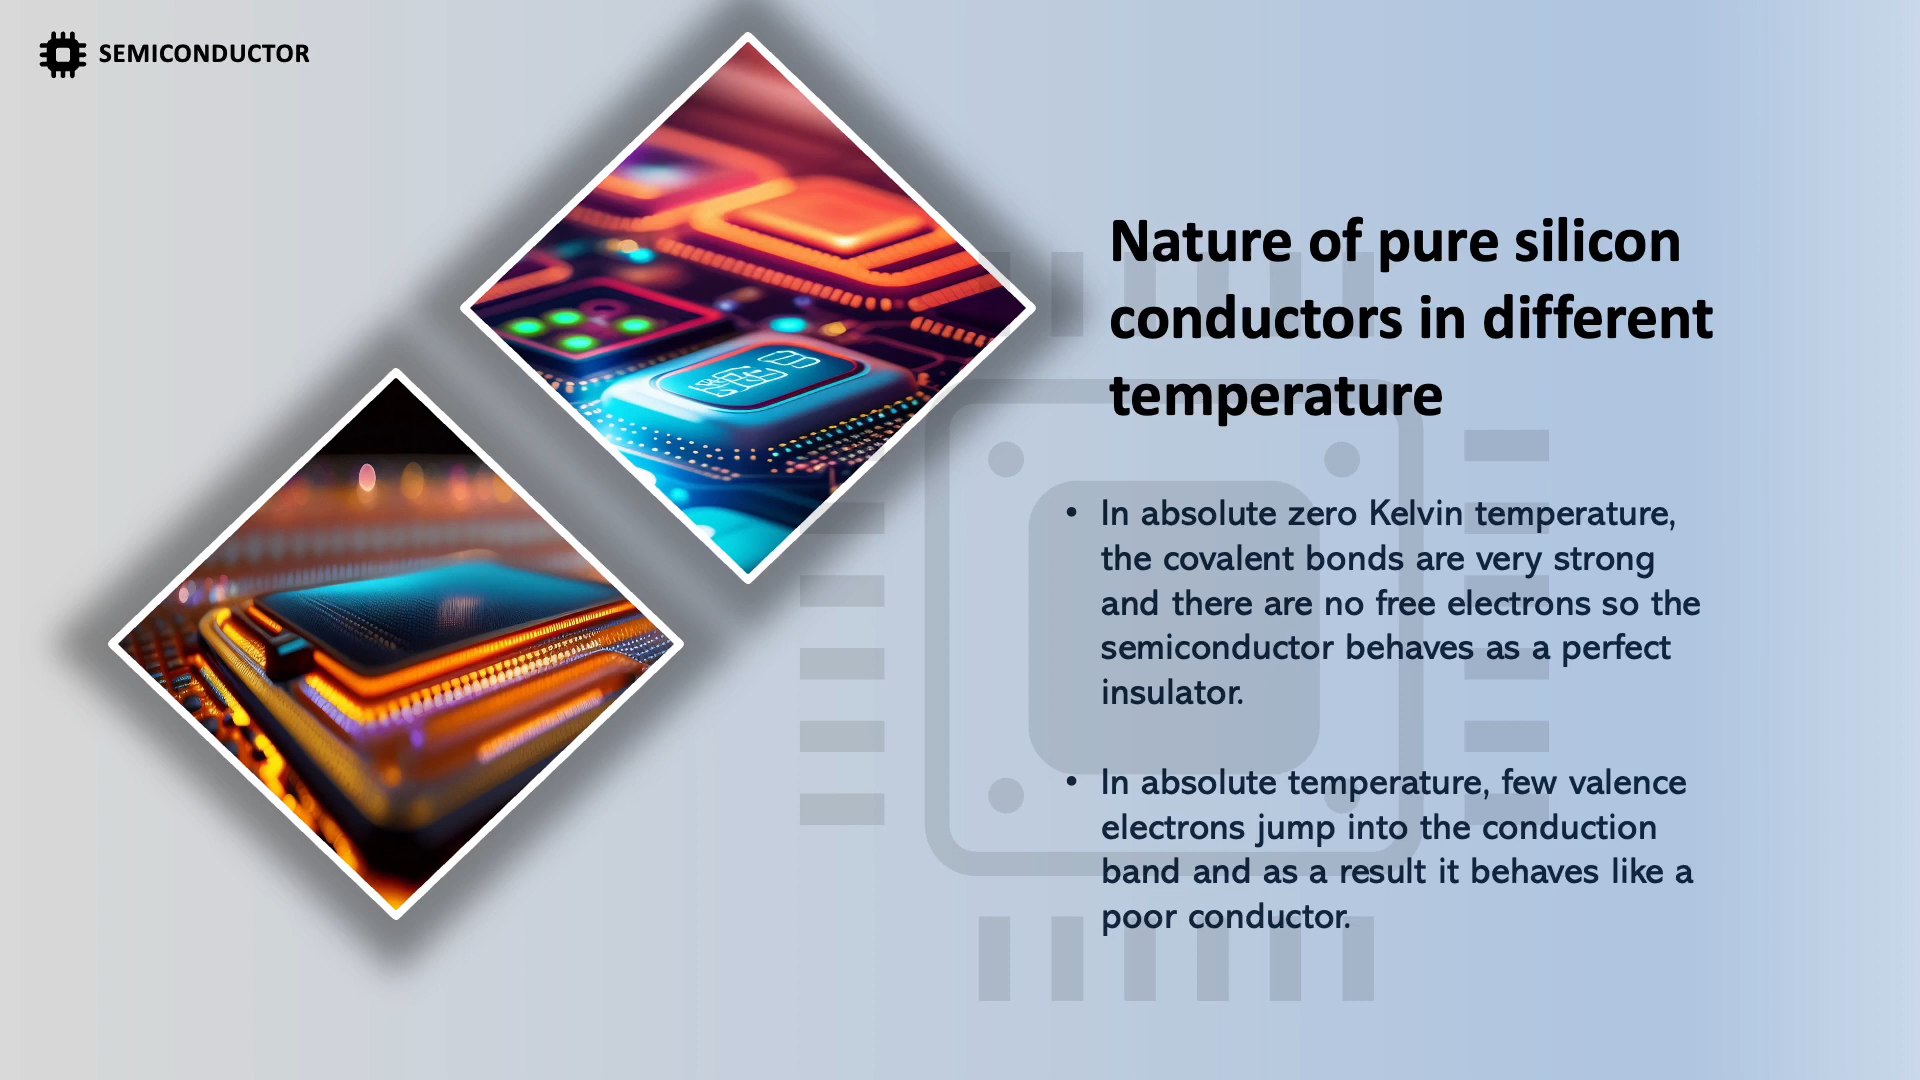 SEMICONDUCTOR
Nature of pure silicon
conductors in different
temperature
• In absolute zero Kelvin temperature,
the covalent bonds are very strong
and there are no free electrons so the
semiconductor behaves as a perfect
insulator.
• In absolute temperature, few valence
electrons jump into the conduction
band and as a result it behaves like a
poor conductor.